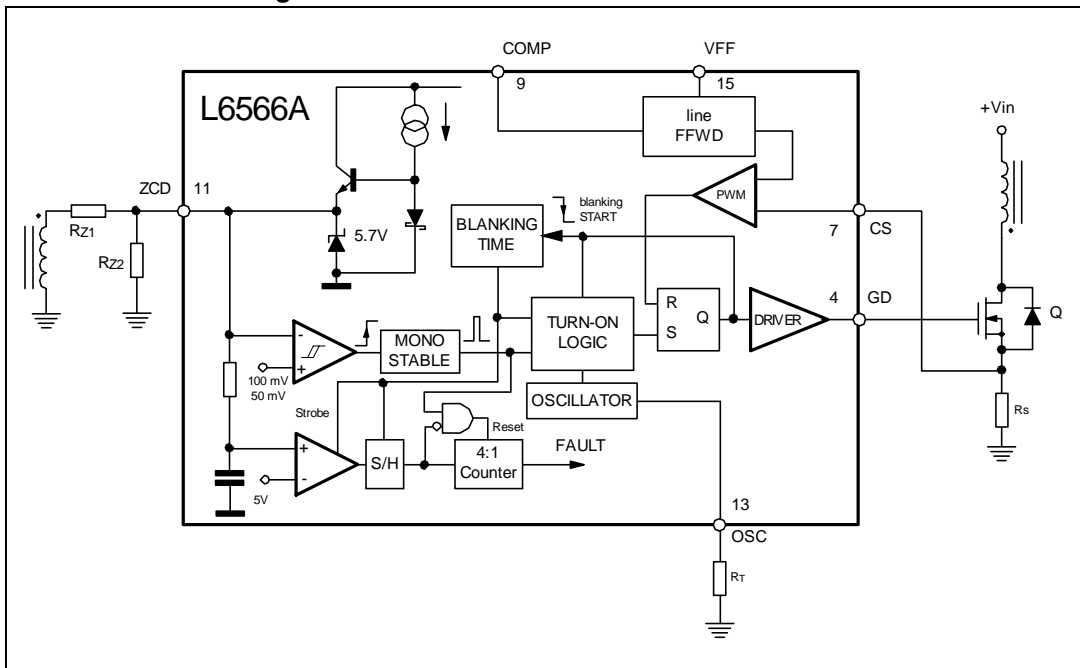 COMP
VFF
9
15
L6566A
line
FFWD
+Vin
ZCD
11
PWM
blanking
START
7
CS
RZ1
BLANKING
TIME
5.7V
RZ2
4
GD
R
S
Q
TURN-ON
LOGIC
DRIVER
Q
-
+
MONO
STABLE
100 mV
50 mV
OSCILLATOR
Strobe
Reset
RS
+
-
S/H
4:1
Counter
FAULT
5V
13
OSC
RT